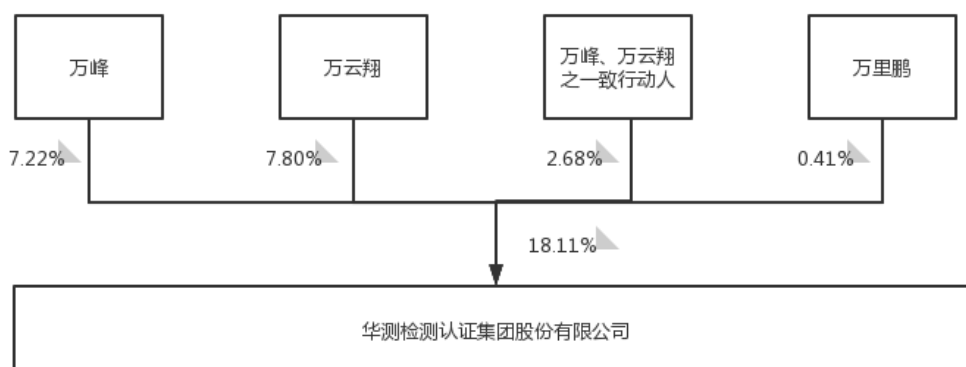 万峰
万云翔
万峰、万云翔
之一致行动人
万里鹏
7.22%
7.80%
2.68%
0.41%
18.11%
华测检测认证集团股份有限公司